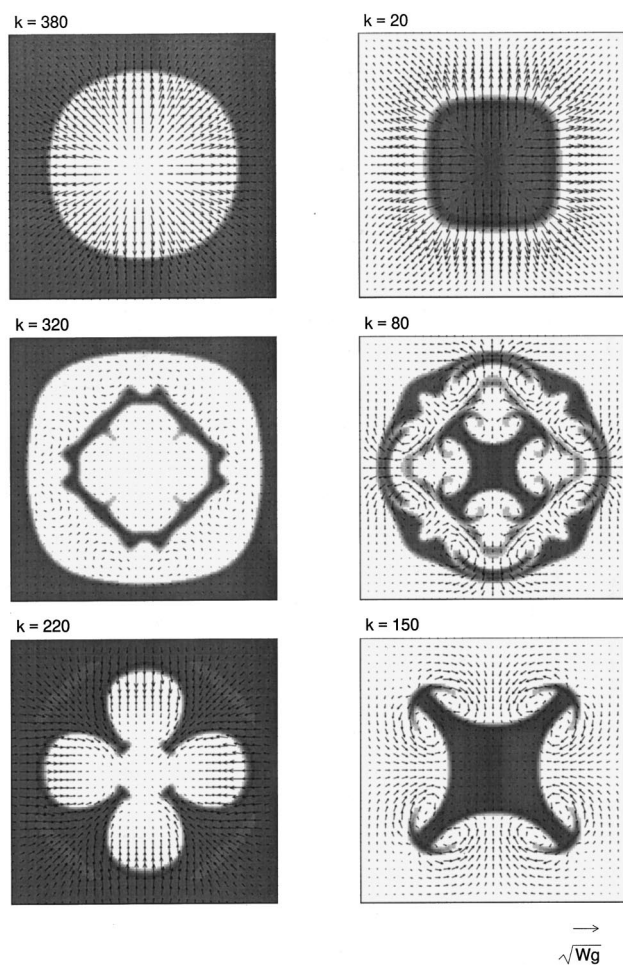 k = 380
k = 20
k = 320
k = 80
k = 220
k = 150
√Wg